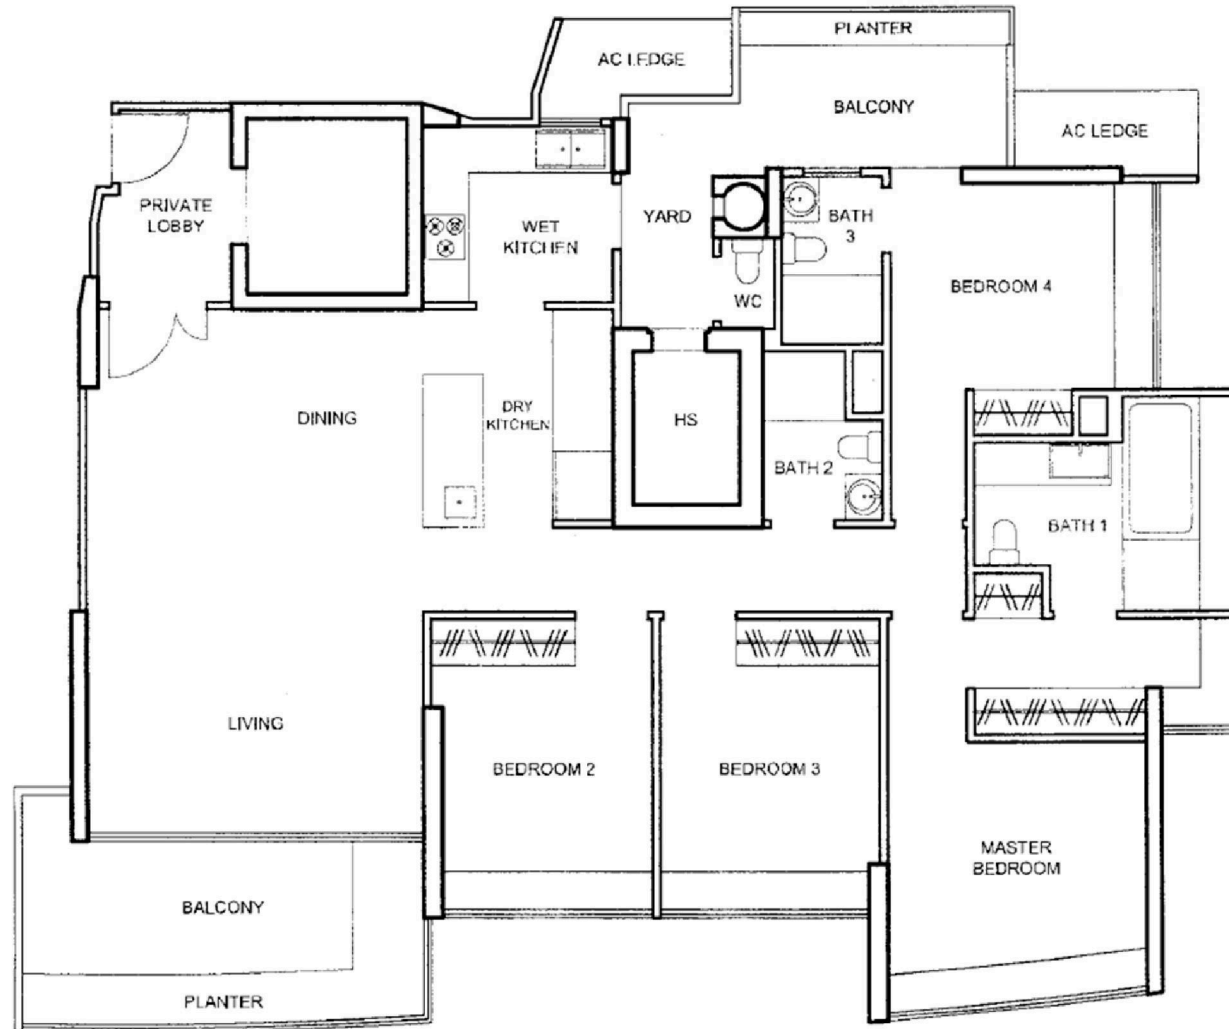 PLANTER
AC LEDGE
BALCONY
AC LEDGE
PRIVATE
LOBBY
YARD
BATH
3
WET
KITCHEN
BEDROOM 4
WC
DINING
DRY
KITCHEN
HS
BATH 2
BATH 1
LIVING
BEDROOM 2
BEDROOM 3
MASTER
BEDROOM
BALCONY
PLANTER